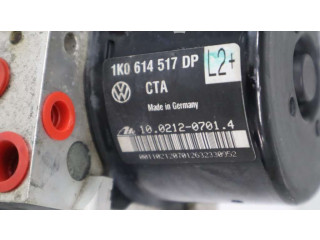 1K0 614 517 DP L2+
CTA
Made in Germany
10.0212-0701.4